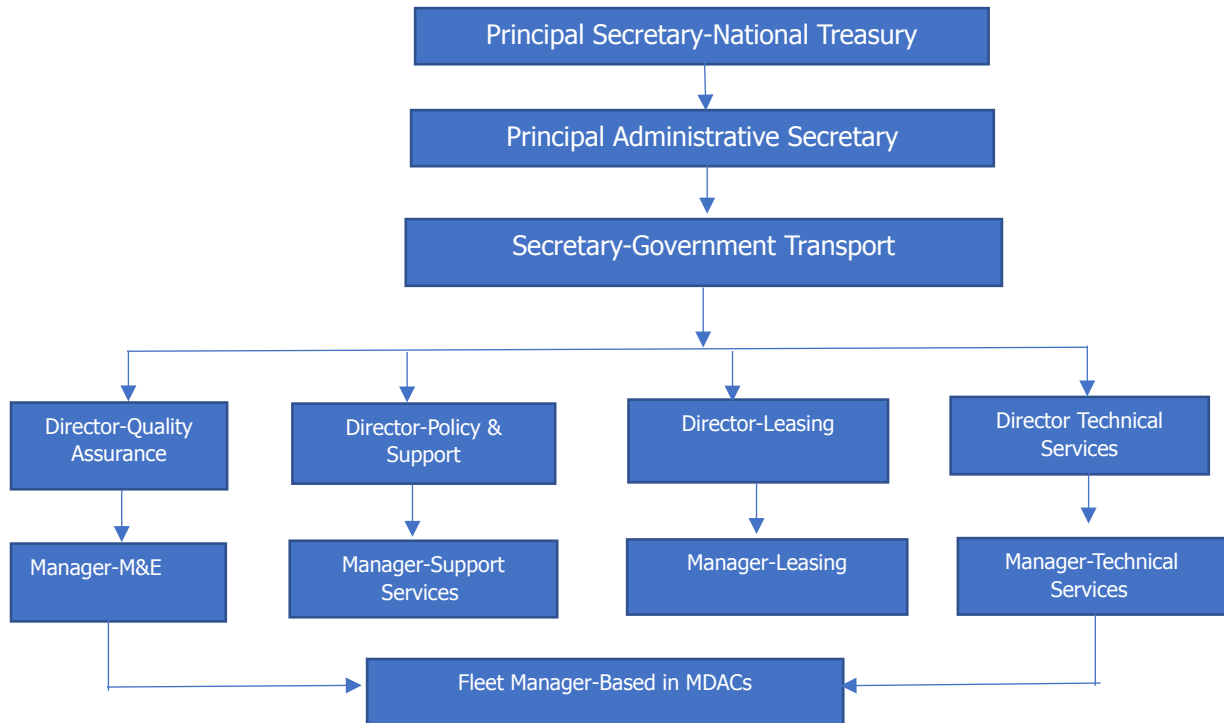 Principal Secretary-National Treasury
Principal Administrative Secretary
Secretary-Government Transport
Director-Quality
Assurance
Director-Policy &
Support
Director-Leasing
Director Technical
Services
Manager-M&E
Manager-Support
Services
Manager-Leasing
Manager-Technical
Services
Fleet Manager-Based in MDACs